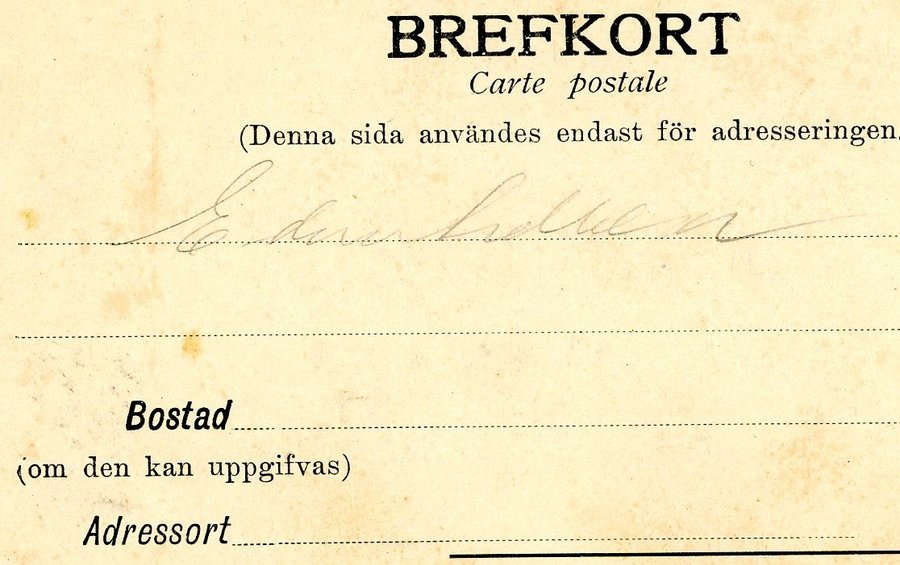 BREFKORT
Carte postale
(Denna sida användes endast för adresseringen.
Bostad
(om den kan uppgifvas)
Adressort